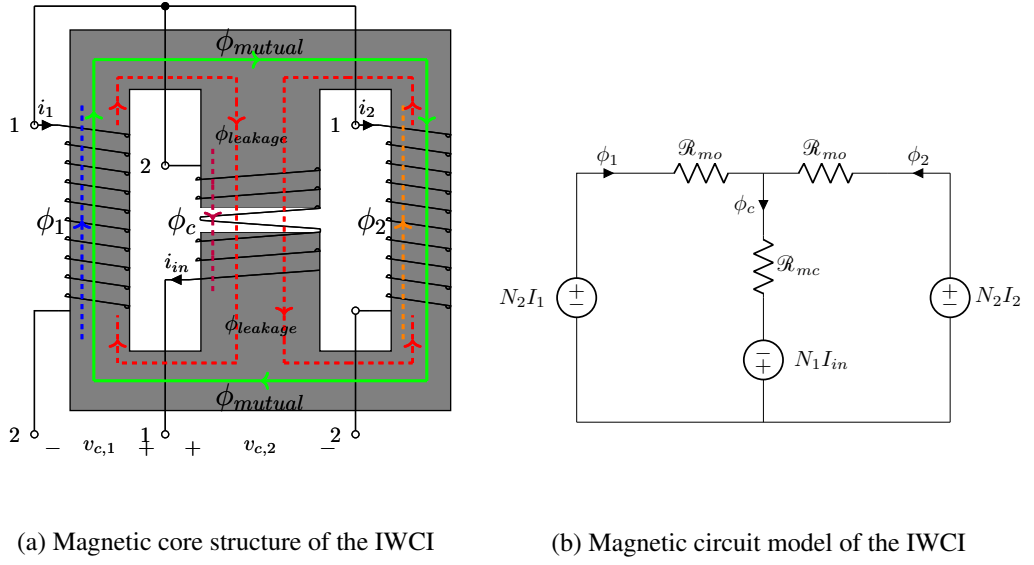 ϕmutual
i1
i2
1
1
ϕleakage
2
ϕ1
ϕc
ϕ2
iin
ϕleakage
ϕmutual
2
1
2
− vc,1 + + vc,2 −
ϕ1
ℛmo
ℛmo
ϕ2
ϕc
ℛmc
N2I1
+
−
+
−
N2I2
−
+
N1Iin
(a) Magnetic core structure of the IWCI
(b) Magnetic circuit model of the IWCI